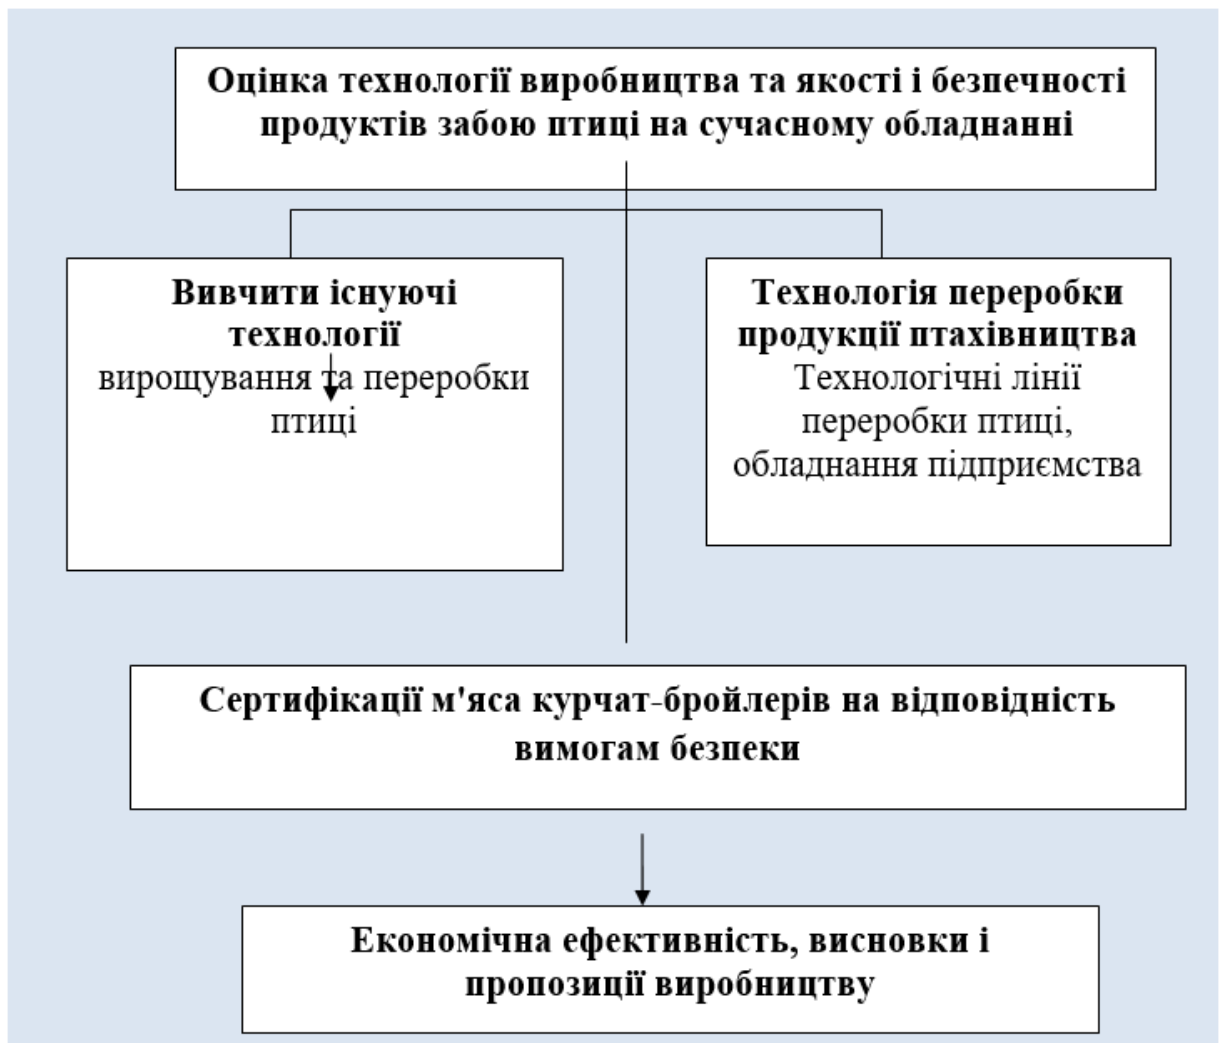 Оцінка технології виробництва та якості і безпечності
продуктів забою птиці на сучасному обладнанні
Вивчити існуючі
технології
вирощування та переробки
птиці
Технологія переробки
продукції птахівництва
Технологічні лінії
переробки птиці,
обладнання підприємства
Сертифікації м'яса курчат-бройлерів на відповідність
вимогам безпеки
Економічна ефективність, висновки і
пропозиції виробництву